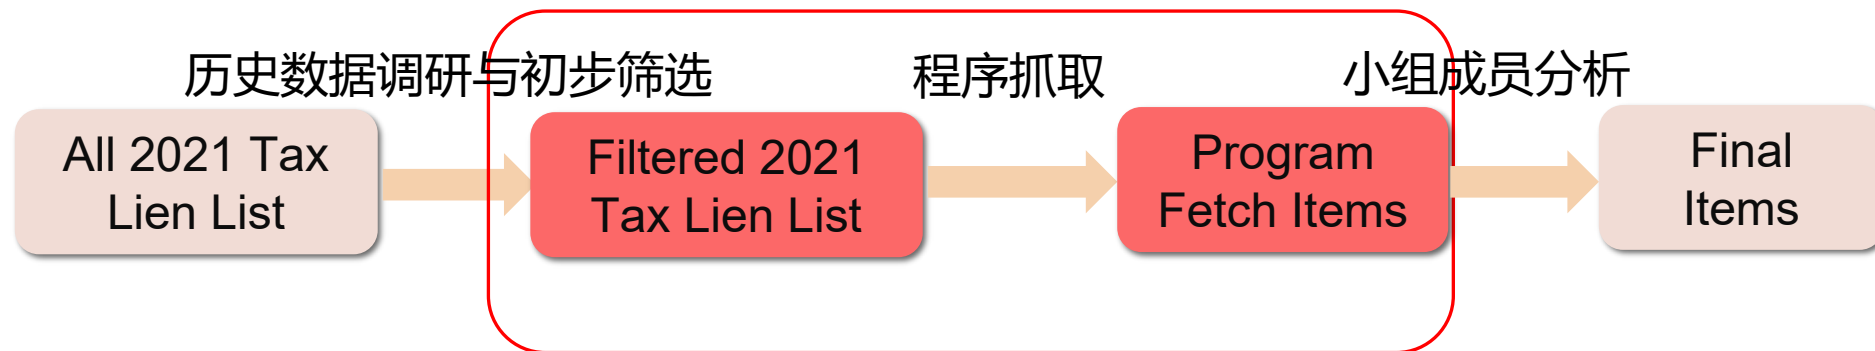 历史数据调研与初步筛选
程序抓取
小组成员分析
All 2021 Tax
Lien List
Filtered 2021
Tax Lien List
Program
Fetch Items
Final
Items